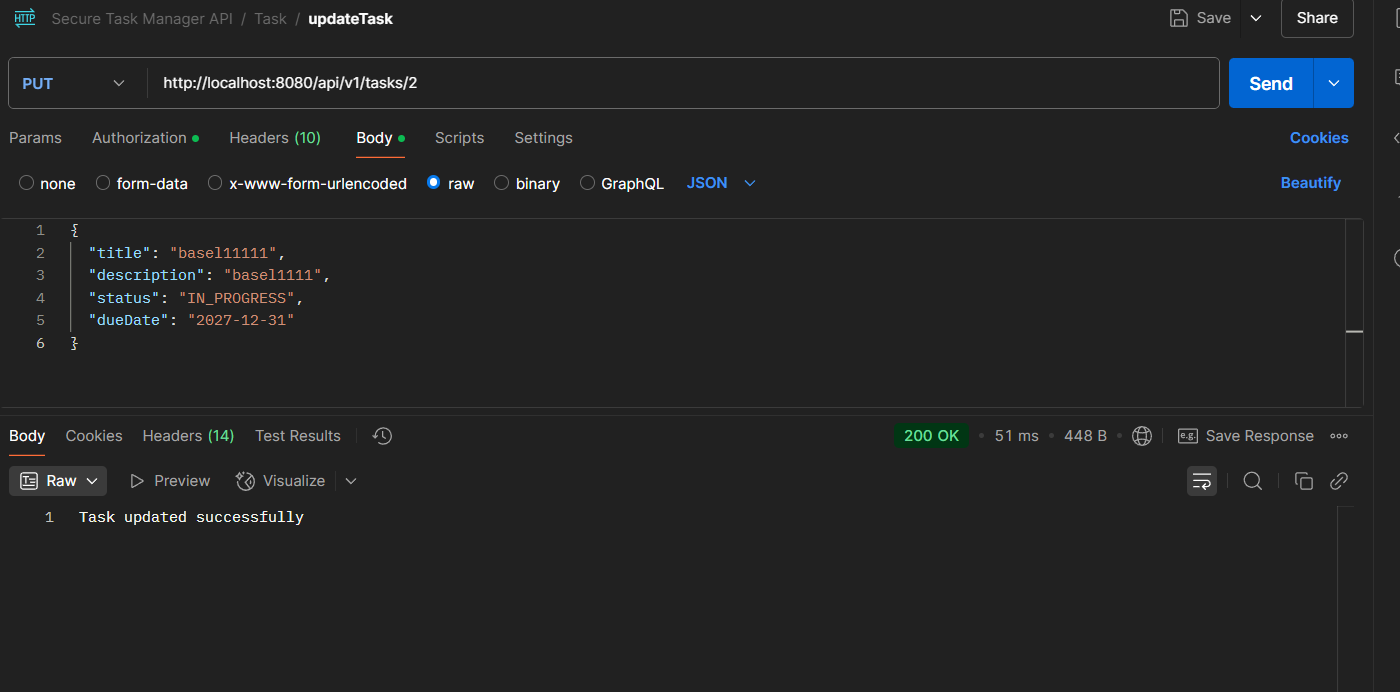 HTTP Secure Task Manager API / Task / updateTask Save Share
PUT http://localhost:8080/api/v1/tasks/2 Send
Params Authorization Headers (10) Body Scripts Settings Cookies
none form-data x-www-form-urlencoded raw binary GraphQL JSON Beautify
1 {
2 "title": "basel11111",
3 "description": "basel1111",
4 "status": "IN_PROGRESS",
5 "dueDate": "2027-12-31"
6 }
Body Cookies Headers (14) Test Results 200 OK • 51 ms • 448 B • e.g. Save Response
Raw Preview Visualize
1 Task updated successfully